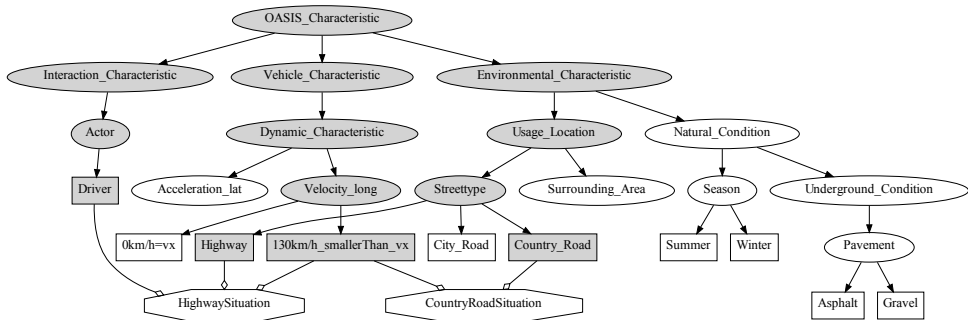 OASIS_Characteristic
Interaction_Characteristic
Vehicle_Characteristic
Environmental_Characteristic
Actor
Dynamic_Characteristic
Usage_Location
Natural_Condition
Driver
Acceleration_lat
Velocity_long
Streettype
Surrounding_Area
Season
Underground_Condition
0km/h=vx
Highway
130km/h_smallerThan_vx
City_Road
Country_Road
Summer
Winter
Pavement
HighwaySituation
CountryRoadSituation
Asphalt
Gravel